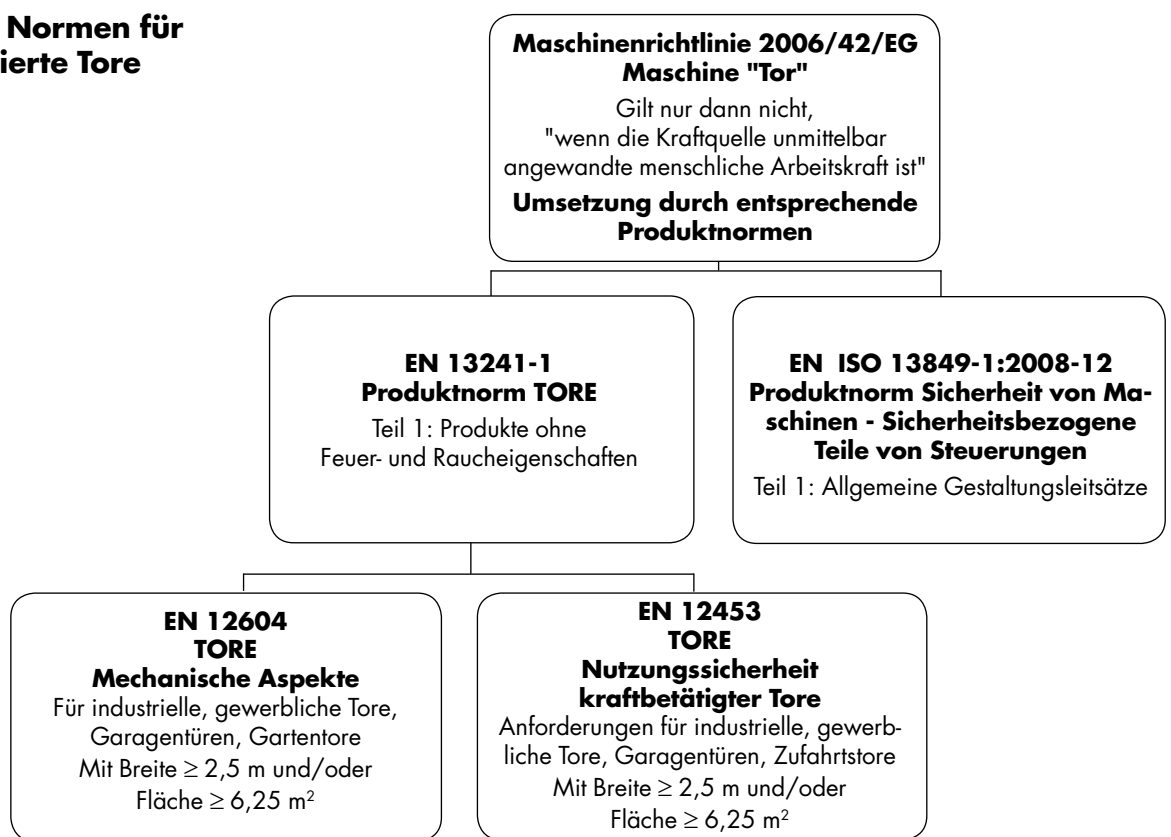 Normen für
ierte Tore
Maschinenrichtlinie 2006/42/EG
Maschine "Tor"
Gilt nur dann nicht,
"wenn die Kraftquelle unmittelbar
angewandte menschliche Arbeitskraft ist"
Umsetzung durch entsprechende
Produktnormen
EN 13241-1
Produktnorm TORE
Teil 1: Produkte ohne
Feuer- und Raucheigenschaften
EN ISO 13849-1:2008-12
Produktnorm Sicherheit von Ma-
schinen - Sicherheitsbezogene
Teile von Steuerungen
Teil 1: Allgemeine Gestaltungsleitsätze
EN 12604
TORE
Mechanische Aspekte
Für industrielle, gewerbliche Tore,
Garagentüren, Gartentore
Mit Breite ≥ 2,5 m und/oder
Fläche ≥ 6,25 m²
EN 12453
TORE
Nutzungssicherheit
kraftbetätigter Tore
Anforderungen für industrielle, gewerb-
liche Tore, Garagentüren, Zufahrtstore
Mit Breite ≥ 2,5 m und/oder
Fläche ≥ 6,25 m²